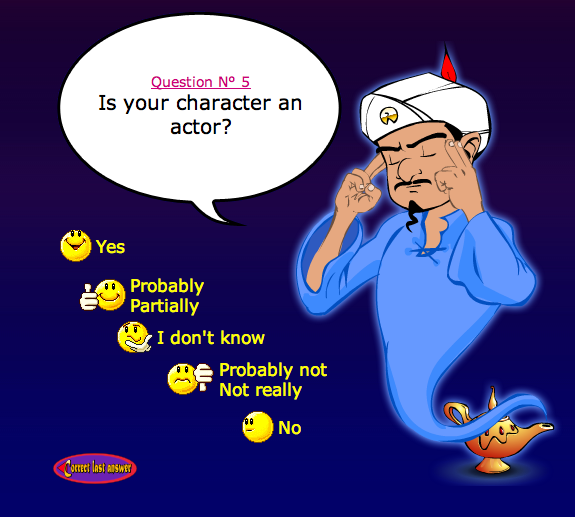 Question N° 5
Is your character an
actor?
Yes
Probably
Partially
I don't know
Probably not
Not really
No
Correct last answer